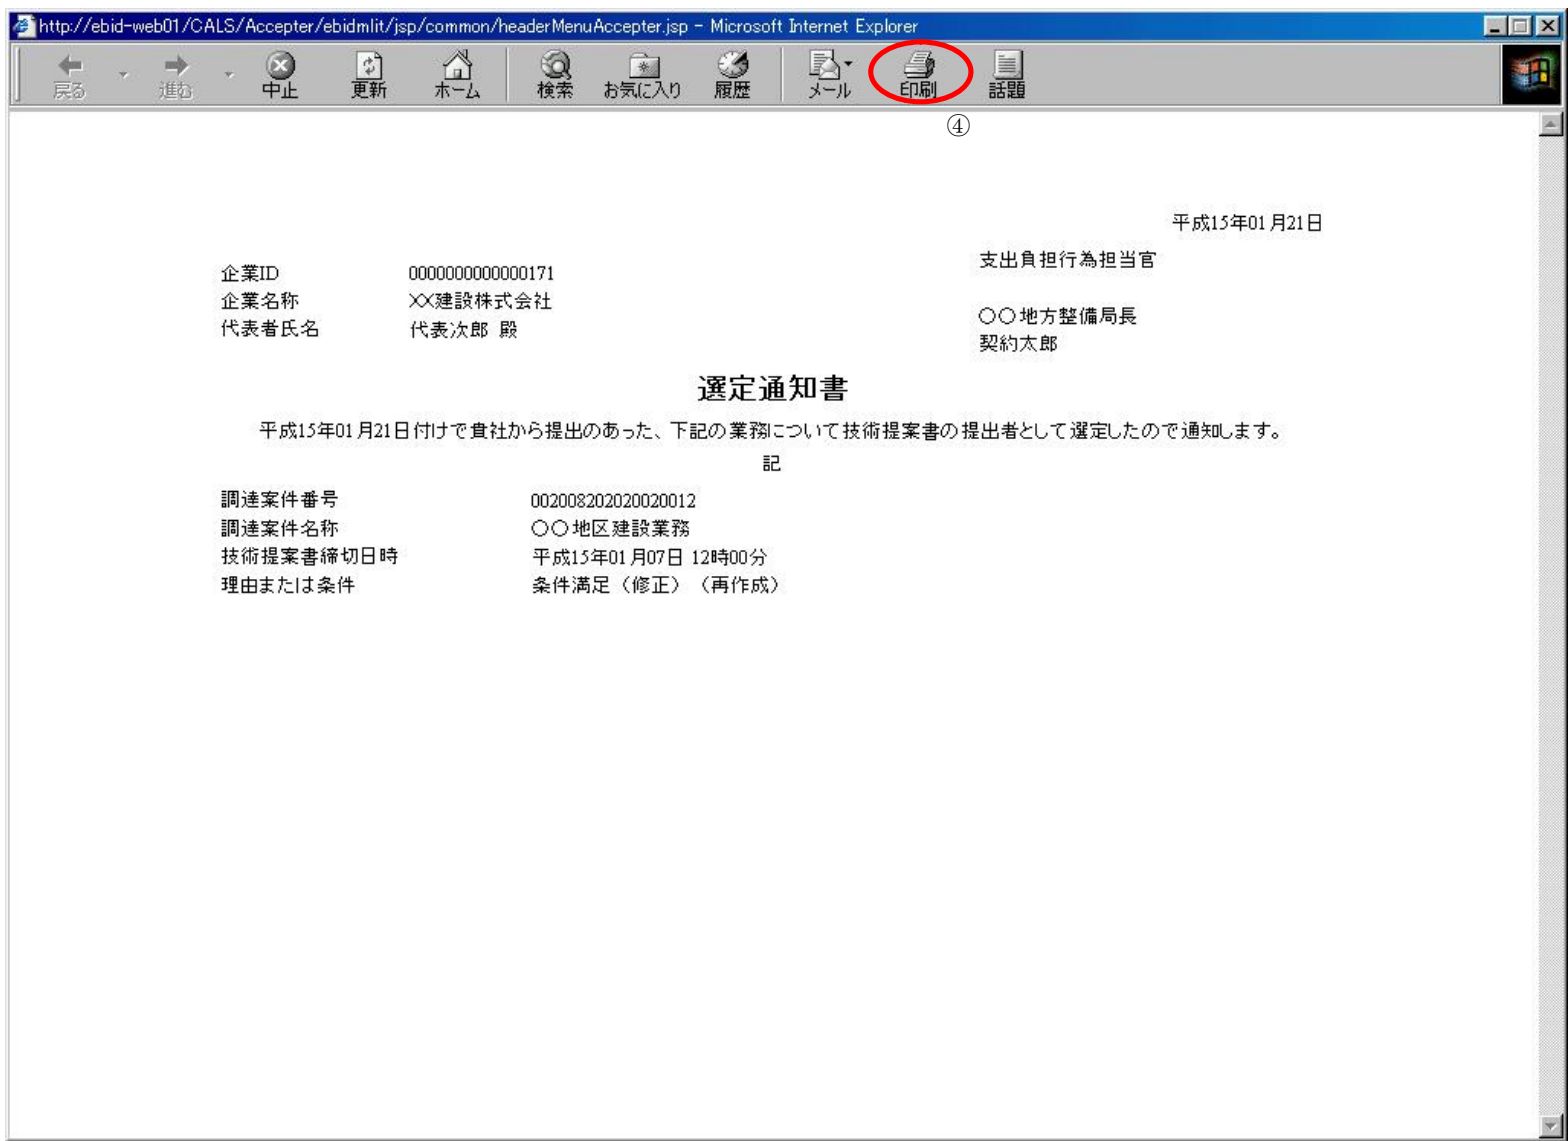 http://ebid-web01/CALS/Accepter/ebidmlit/jsp/common/headerMenuAccepter.jsp - Microsoft Internet Explorer
戻る 進む 中止 更新 ホーム 検索 お気に入り 履歴 メール 印刷 話題
④
平成15年01月21日
支出負担行為担当官
企業ID 0000000000000171
企業名称 XX建設株式会社
〇〇地方整備局長
代表者氏名 代表次郎 殿
契約太郎
選定通知書
平成15年01月21日付けで貴社から提出のあった、下記の業務について技術提案書の提出者として選定したので通知します。
記
調達案件番号 002008202020020012
調達案件名称 〇〇地区建設業務
技術提案書締切日時 平成15年01月07日 12時00分
理由または条件 条件満足（修正）（再作成）